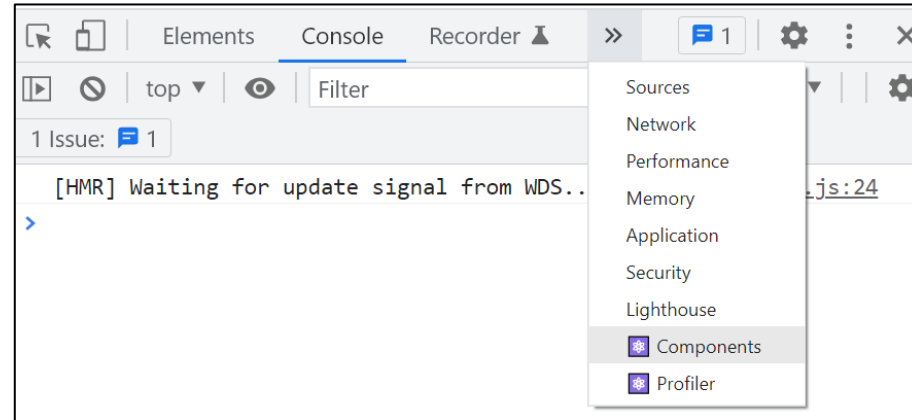 Elements Console Recorder 1
top Filter
1 Issue: 1
[HMR] Waiting for update signal from WDS.. .js:24
>
Sources
Network
Performance
Memory
Application
Security
Lighthouse
Components
Profiler